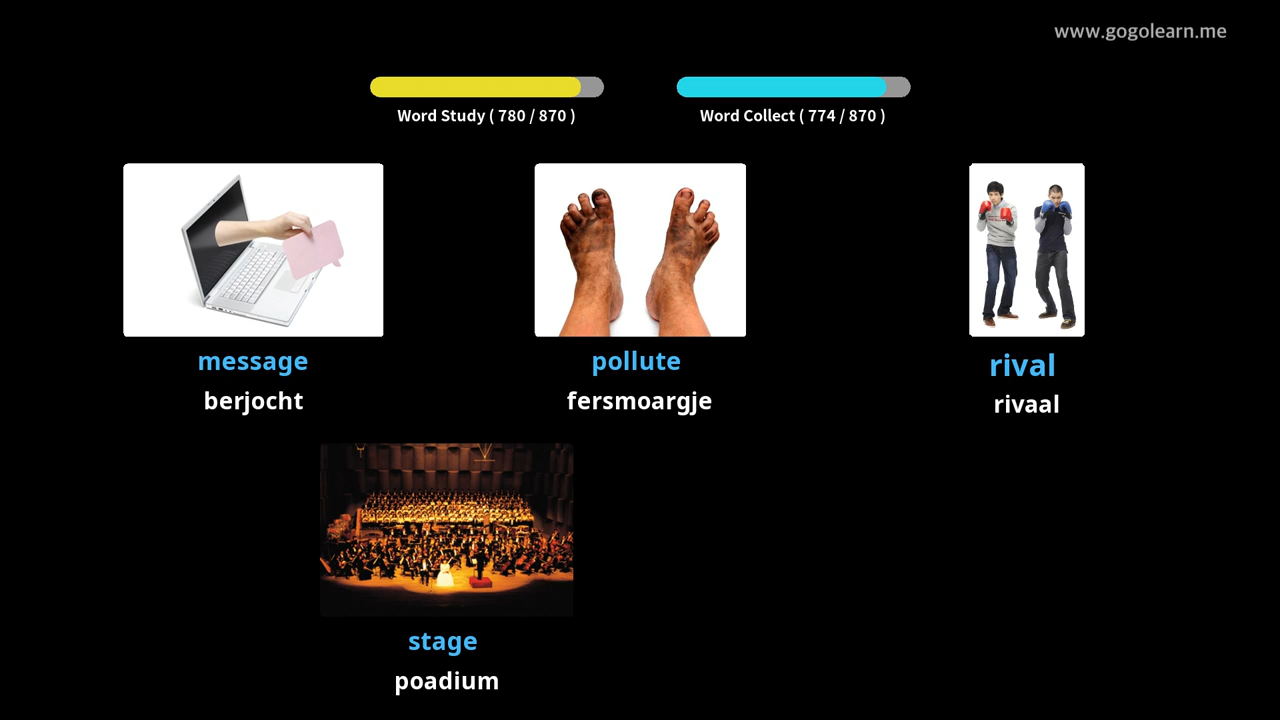 www.gogolearn.me
Word Study ( 780 / 870 )
Word Collect ( 774 / 870 )
message
berjocht
pollute
fersmoargje
rival
rivaal
stage
poadium